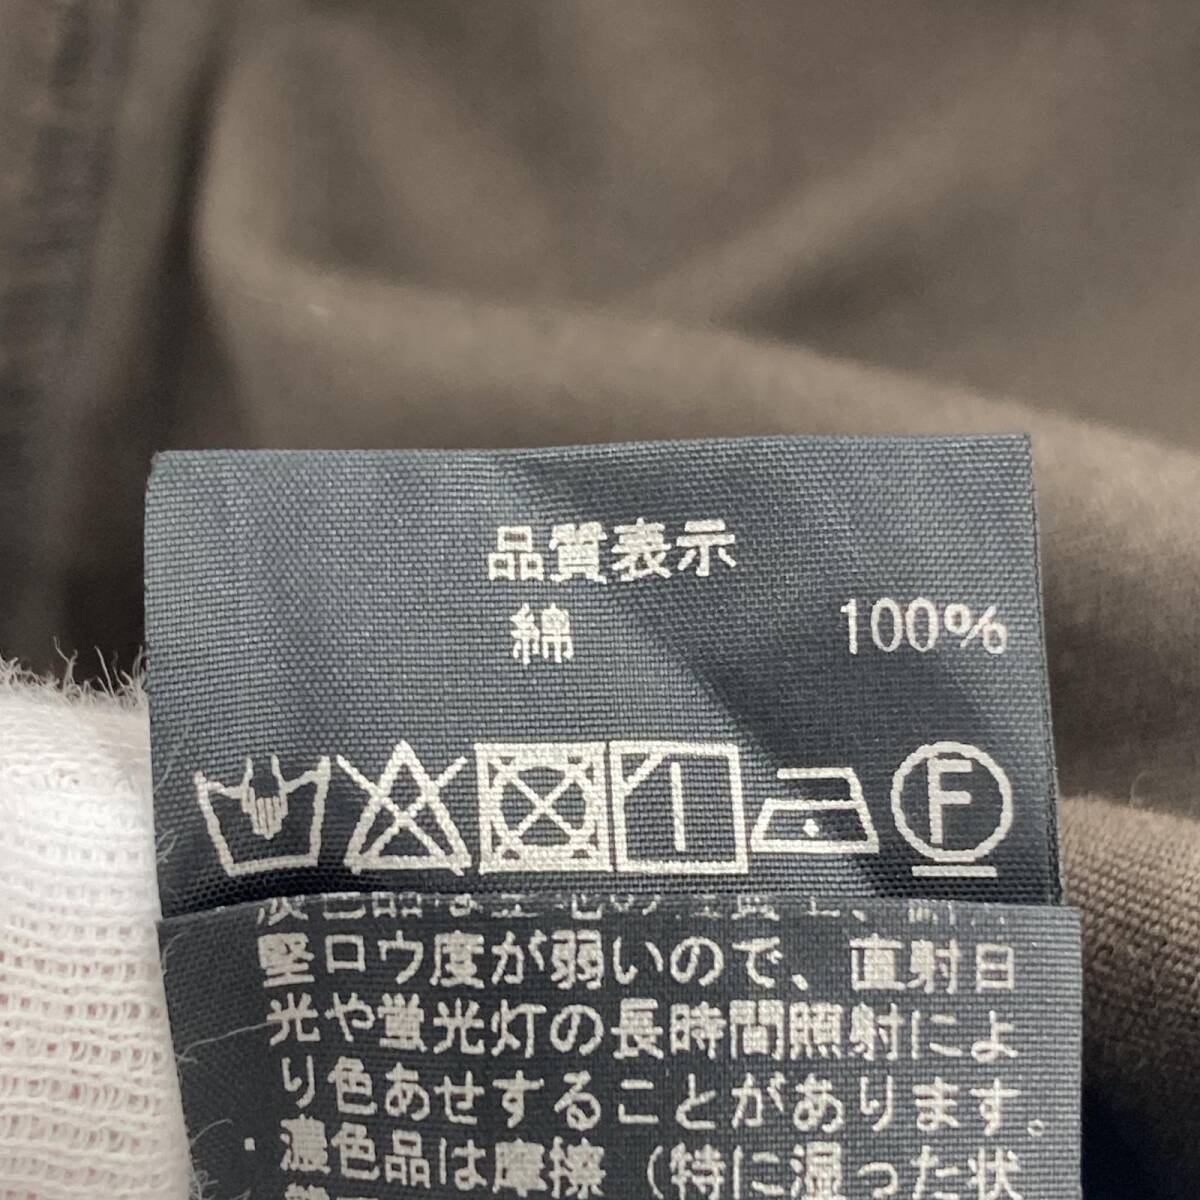 品質表示
綿 100%
F
堅ロウ度が弱いので、直射日
光や蛍光灯の長時間照射によ
り色あせすることがあります。
・濃色品は摩擦（特に湿った状